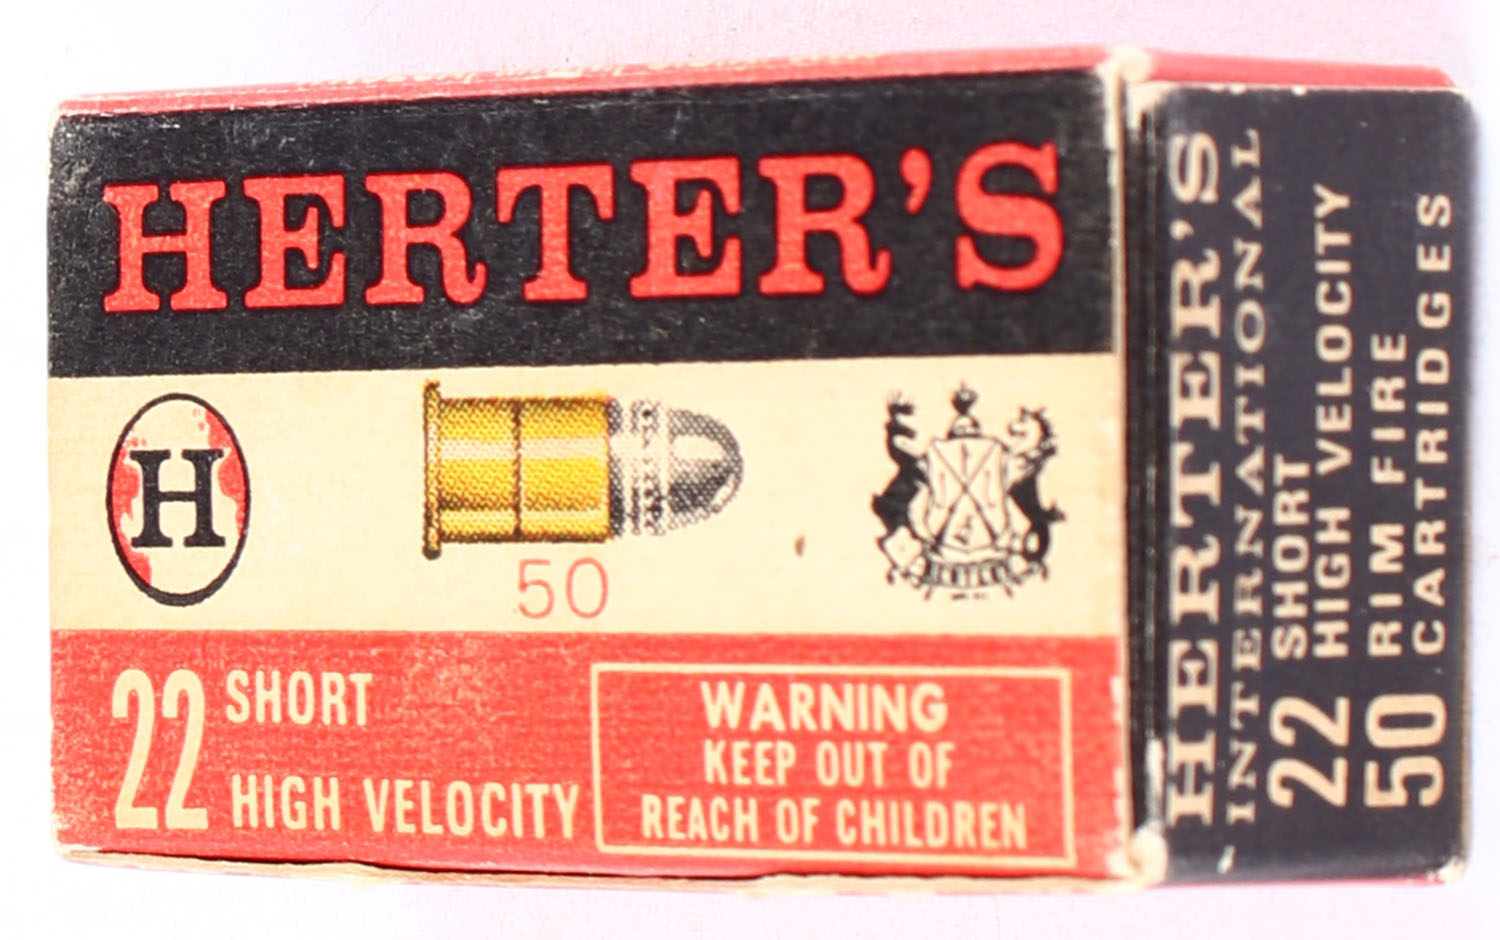 HERTER'S
H
50
22 SHORT
HIGH VELOCITY
WARNING
KEEP OUT OF
REACH OF CHILDREN
HERTER'S
INTERNATIONAL
22 SHORT
HIGH VELOCITY
50 RIM FIRE
CARTRIDGES